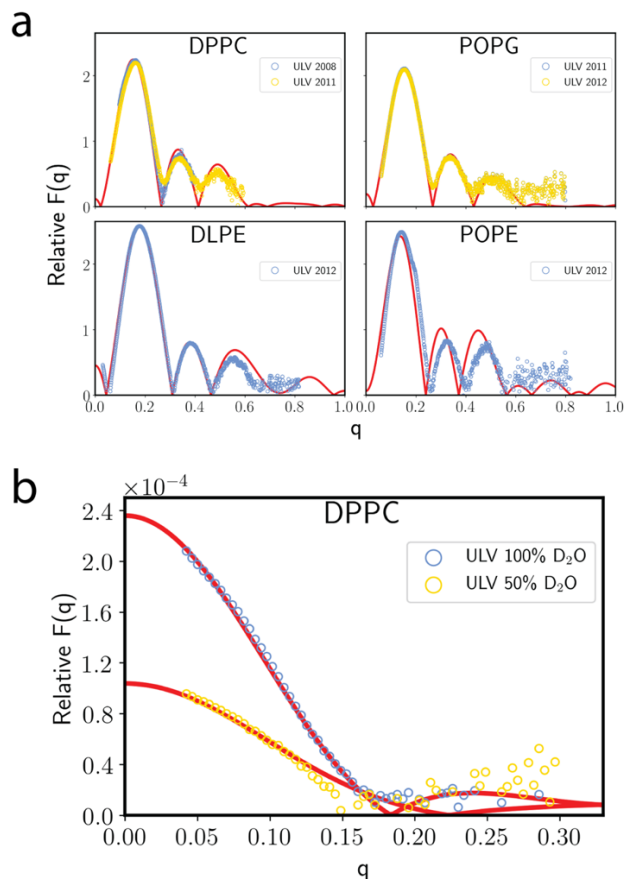 a
DPPC
ULV 2008
ULV 2011
POPG
ULV 2011
ULV 2012
2
1
0
DLPE
ULV 2012
POPE
ULV 2012
2
1
0
Relative F(q)
0.0 0.2 0.4 0.6 0.8 1.0
0.0 0.2 0.4 0.6 0.8 1.0
q
b
×10⁻⁴
DPPC
ULV 100% D₂O
ULV 50% D₂O
2.4
2.0
1.6
1.2
0.8
0.4
0.0
Relative F(q)
0.00 0.05 0.10 0.15 0.20 0.25 0.30
q